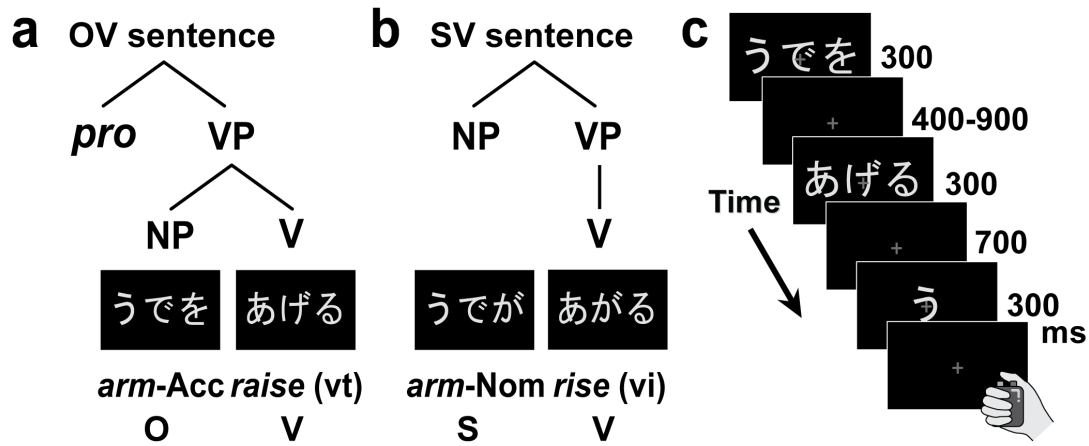 a OV sentence
pro VP
NP V
うでを あげる
arm-Acc raise (vt)
O V
b SV sentence
NP VP
V
うでが あがる
arm-Nom rise (vi)
S V
c
うでを 300
400-900
あげる 300
Time
700
う 300
ms